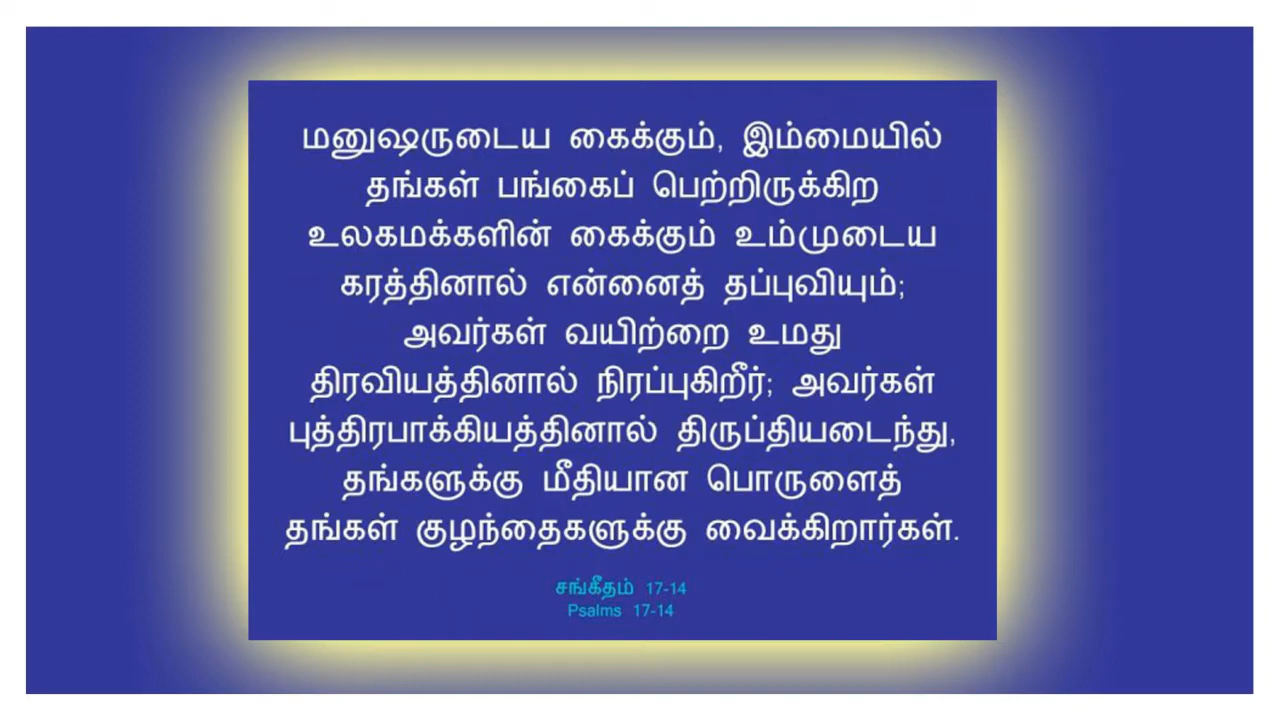 மனுஷருடைய கைக்கும், இம்மையில்
தங்கள் பங்கைப் பெற்றிருக்கிற
உலகமக்களின் கைக்கும் உம்முடைய
கரத்தினால் என்னைத் தப்புவியும்;
அவர்கள் வயிற்றை உமது
திரவியத்தினால் நிரப்புகிறீர்; அவர்கள்
புத்திரபாக்கியத்தினால் திருப்தியடைந்து,
தங்களுக்கு மீதியான பொருளைத்
தங்கள் குழந்தைகளுக்கு வைக்கிறார்கள்.
சங்கீதம் 17-14
Psalms 17-14